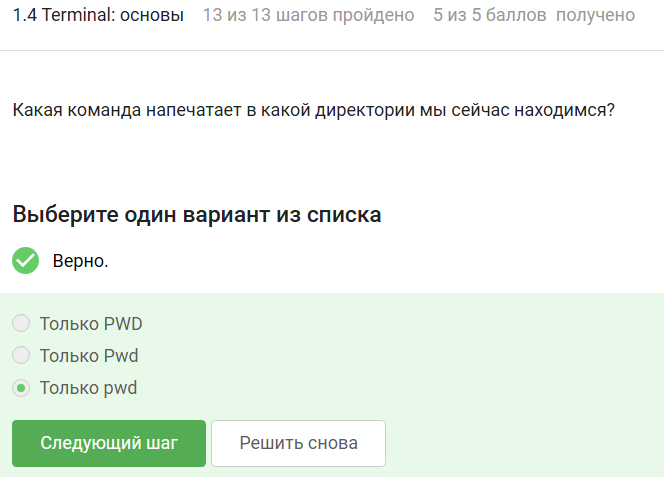 1.4 Terminal: основы 13 из 13 шагов пройдено 5 из 5 баллов получено
Какая команда напечатает в какой директории мы сейчас находимся?
Выберите один вариант из списка
Верно.
Только PWD
Только Pwd
Только pwd
Следующий шаг Решить снова